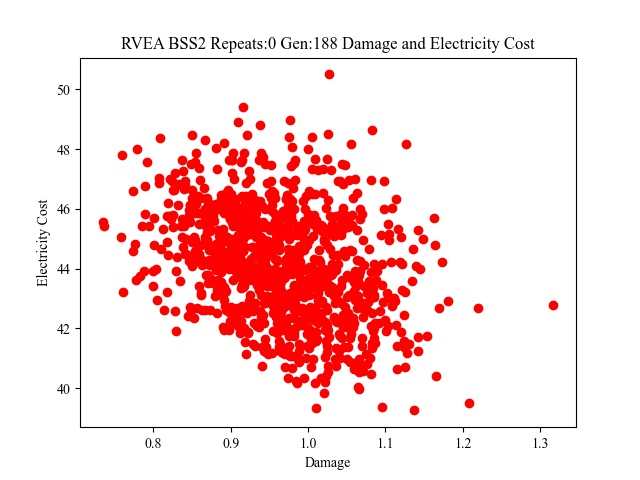 RVEA BSS2 Repeats:0 Gen:188 Damage and Electricity Cost
50
48
46
44
42
40
Electricity Cost
0.8 0.9 1.0 1.1 1.2 1.3
Damage